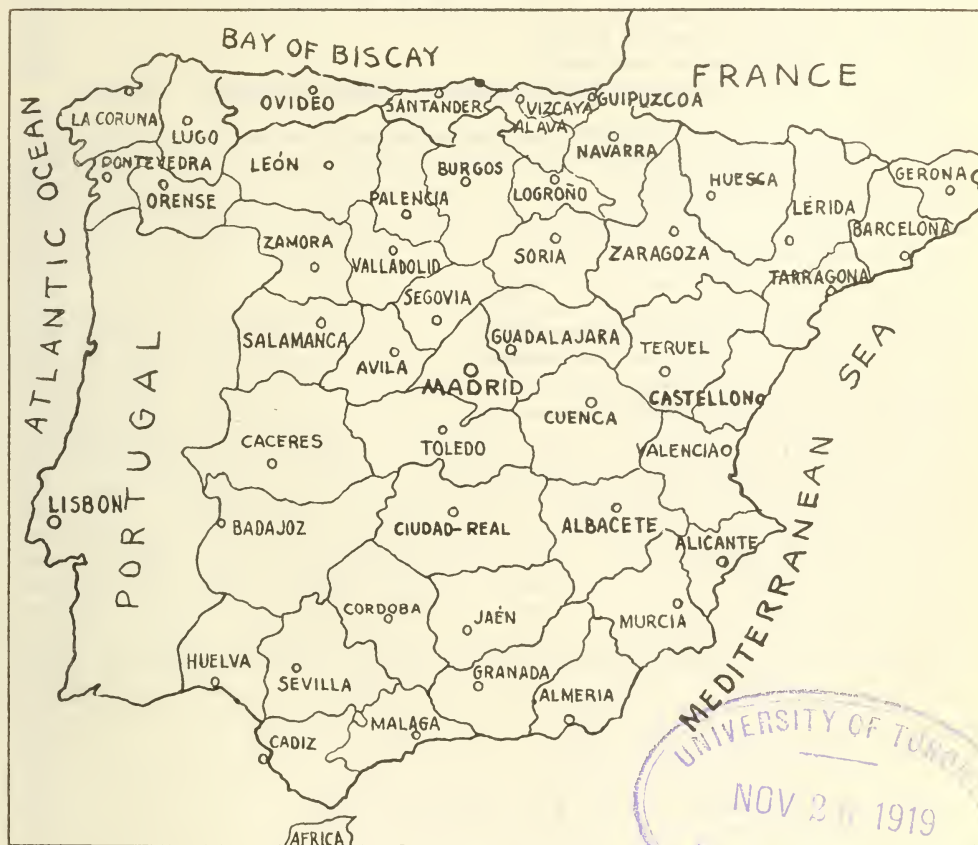 BAY OF BISCAY
FRANCE
ATLANTIC OCEAN
LA CORUNA
LUGO
OVIDEO
SANTANDER
VIZCAYA
GUIPUZCOA
ALAVA
NAVARRA
PONTEVEDRA
ORENSE
LEÓN
PALENCIA
BURGOS
LOGROÑO
HUESCA
LÉRIDA
GERONA
BARCELONA
ZAMORA
VALLADOLID
SORIA
ZARAGOZA
TARRAGONA
SEGOVIA
SALAMANCA
AVILA
GUADALAJARA
TERUEL
MADRID
CASTELLON
CACERES
TOLEDO
CUENCA
VALENCIA
PORTUGAL
LISBON
BADAJOZ
CIUDAD-REAL
ALBACETE
ALICANTE
MEDITERRANEAN SEA
CORDOBA
JAÉN
MURCIA
HUELVA
SEVILLA
GRANADA
ALMERIA
CADIZ
MALAGA
AFRICA
UNIVERSITY OF
NOV 1919